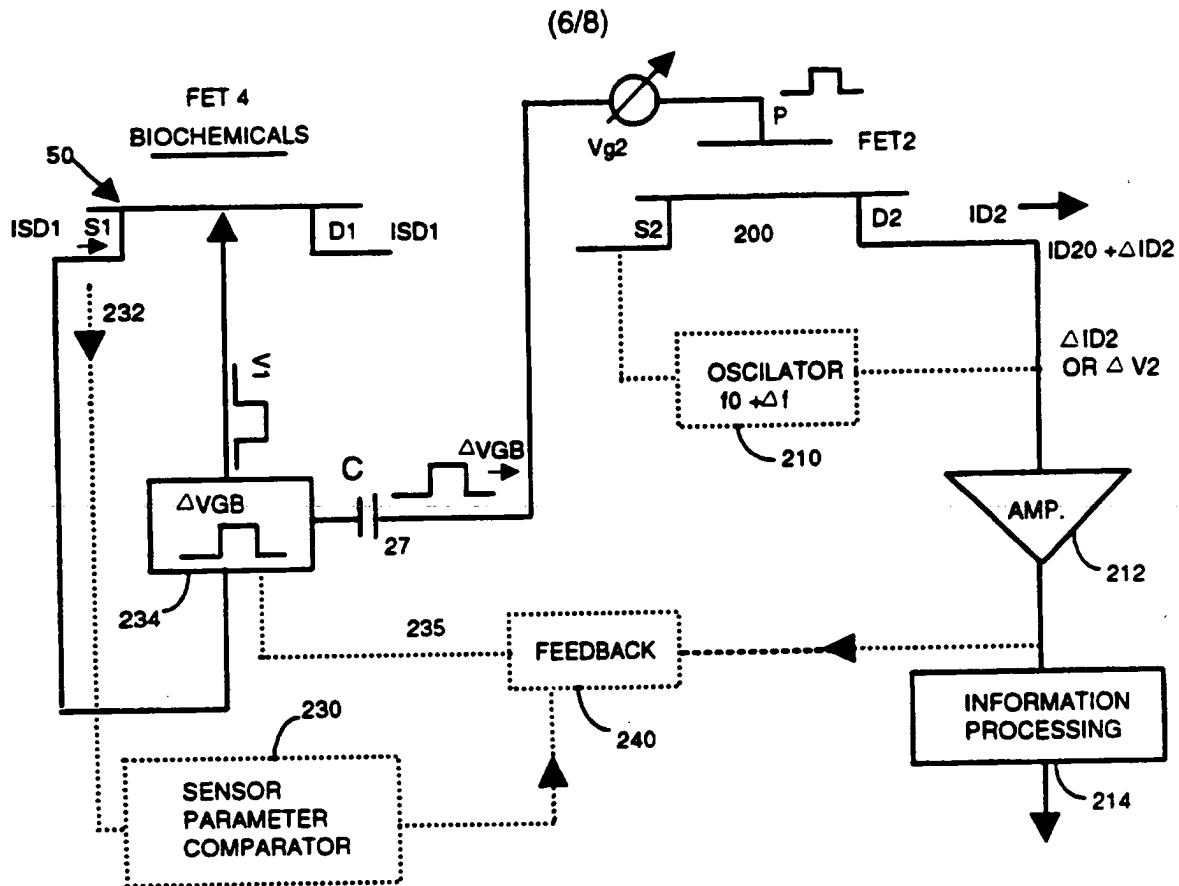 (6/8)
FET 4
BIOCHEMICALS
50
ISD1
S1
D1
ISD1
232
V1
Vg2
P
FET2
S2
200
D2
ID2
ID20 +△ID2
△ID2
OR △V2
OSCILATOR
f0 +△f
210
△VGB
C
△VGB
27
234
AMP.
212
235
FEEDBACK
240
INFORMATION
PROCESSING
214
230
SENSOR
PARAMETER
COMPARATOR